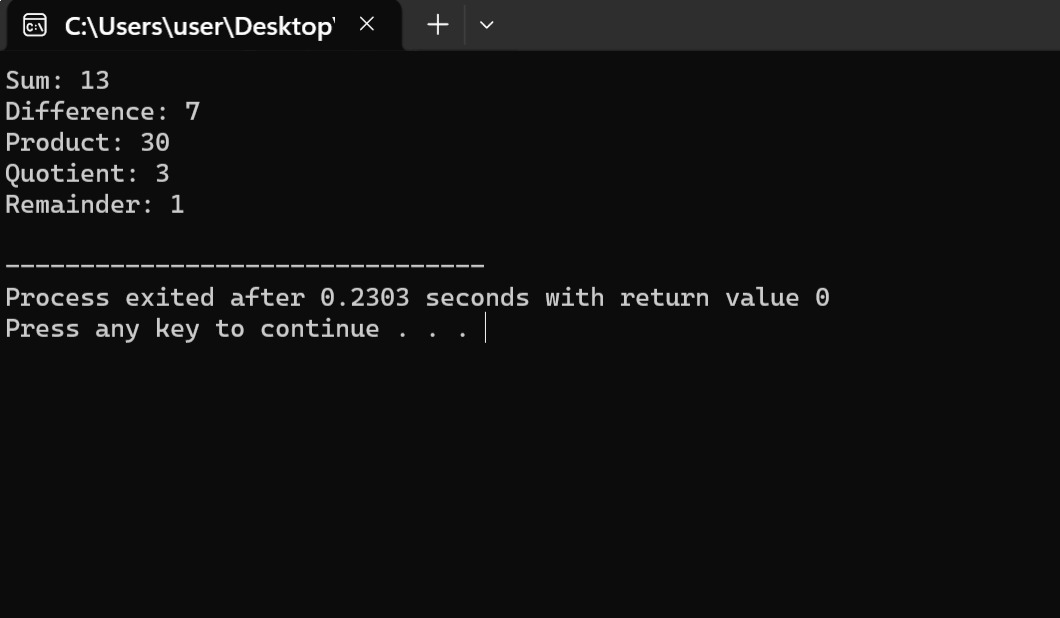 C:\Users\user\Desktop\
Sum: 13
Difference: 7
Product: 30
Quotient: 3
Remainder: 1
--------------------------------
Process exited after 0.2303 seconds with return value 0
Press any key to continue . . .